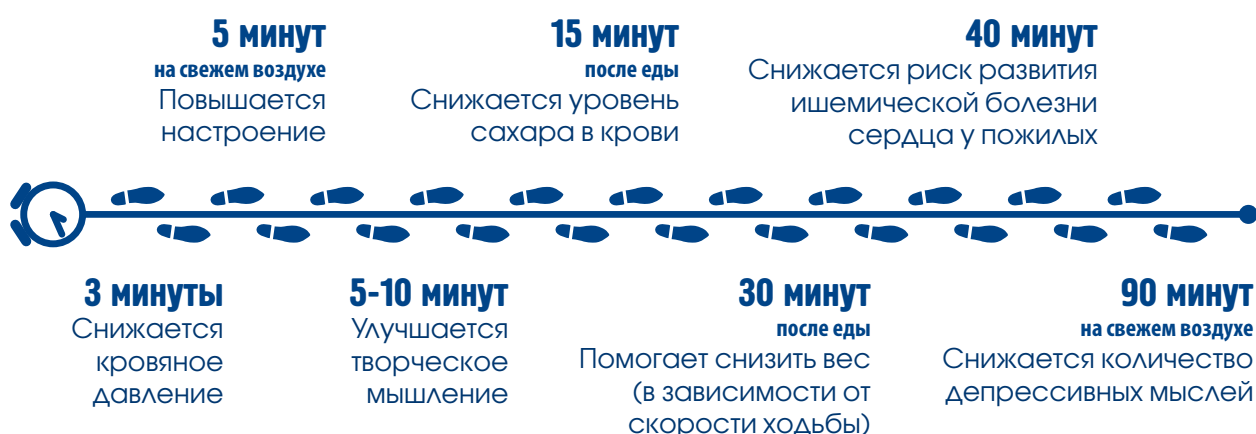 5 минут
на свежем воздухе
Повышается
настроение
15 минут
после еды
Снижается уровень
сахара в крови
40 минут
Снижается риск развития
ишемической болезни
сердца у пожилых
3 минуты
Снижается
кровяное
давление
5-10 минут
Улучшается
творческое
мышление
30 минут
после еды
Помогает снизить вес
(в зависимости от
скорости ходьбы)
90 минут
на свежем воздухе
Снижается количество
депрессивных мыслей